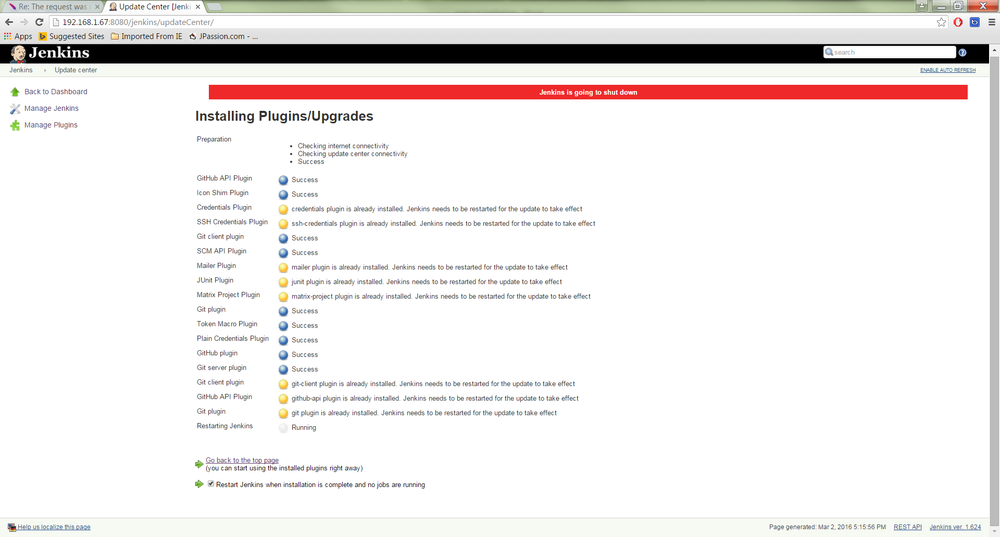 Re: The request was
Update Center [Jenki
192.168.1.67:8080/jenkins/updateCenter/
Apps Suggested Sites Imported From IE JPassion.com - ...
Jenkins search
Jenkins Update center ENABLE AUTO REFRESH
Back to Dashboard
Manage Jenkins
Manage Plugins
Jenkins is going to shut down
Installing Plugins/Upgrades
Preparation
Checking internet connectivity
Checking update center connectivity
Success
GitHub API Plugin Success
Icon Shim Plugin Success
Credentials Plugin credentials plugin is already installed. Jenkins needs to be restarted for the update to take effect
SSH Credentials Plugin ssh-credentials plugin is already installed. Jenkins needs to be restarted for the update to take effect
Git client plugin Success
SCM API Plugin Success
Mailer Plugin mailer plugin is already installed. Jenkins needs to be restarted for the update to take effect
JUnit Plugin junit plugin is already installed. Jenkins needs to be restarted for the update to take effect
Matrix Project Plugin matrix-project plugin is already installed. Jenkins needs to be restarted for the update to take effect
Git plugin Success
Token Macro Plugin Success
Plain Credentials Plugin Success
GitHub plugin Success
Git server plugin Success
Git client plugin git-client plugin is already installed. Jenkins needs to be restarted for the update to take effect
GitHub API Plugin github-api plugin is already installed. Jenkins needs to be restarted for the update to take effect
Git plugin git plugin is already installed. Jenkins needs to be restarted for the update to take effect
Restarting Jenkins Running
Go back to the top page
(you can start using the installed plugins right away)
Restart Jenkins when installation is complete and no jobs are running
Help us localize this page Page generated: Mar 2, 2016 5:15:56 PM REST API Jenkins ver. 1.624